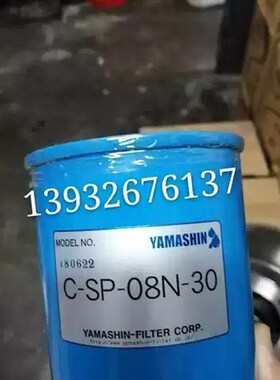 13932676137
MODEL NO.
YAMASHIN
180622
C-SP-08N-30
YAMASHIN-FILTER CORP.